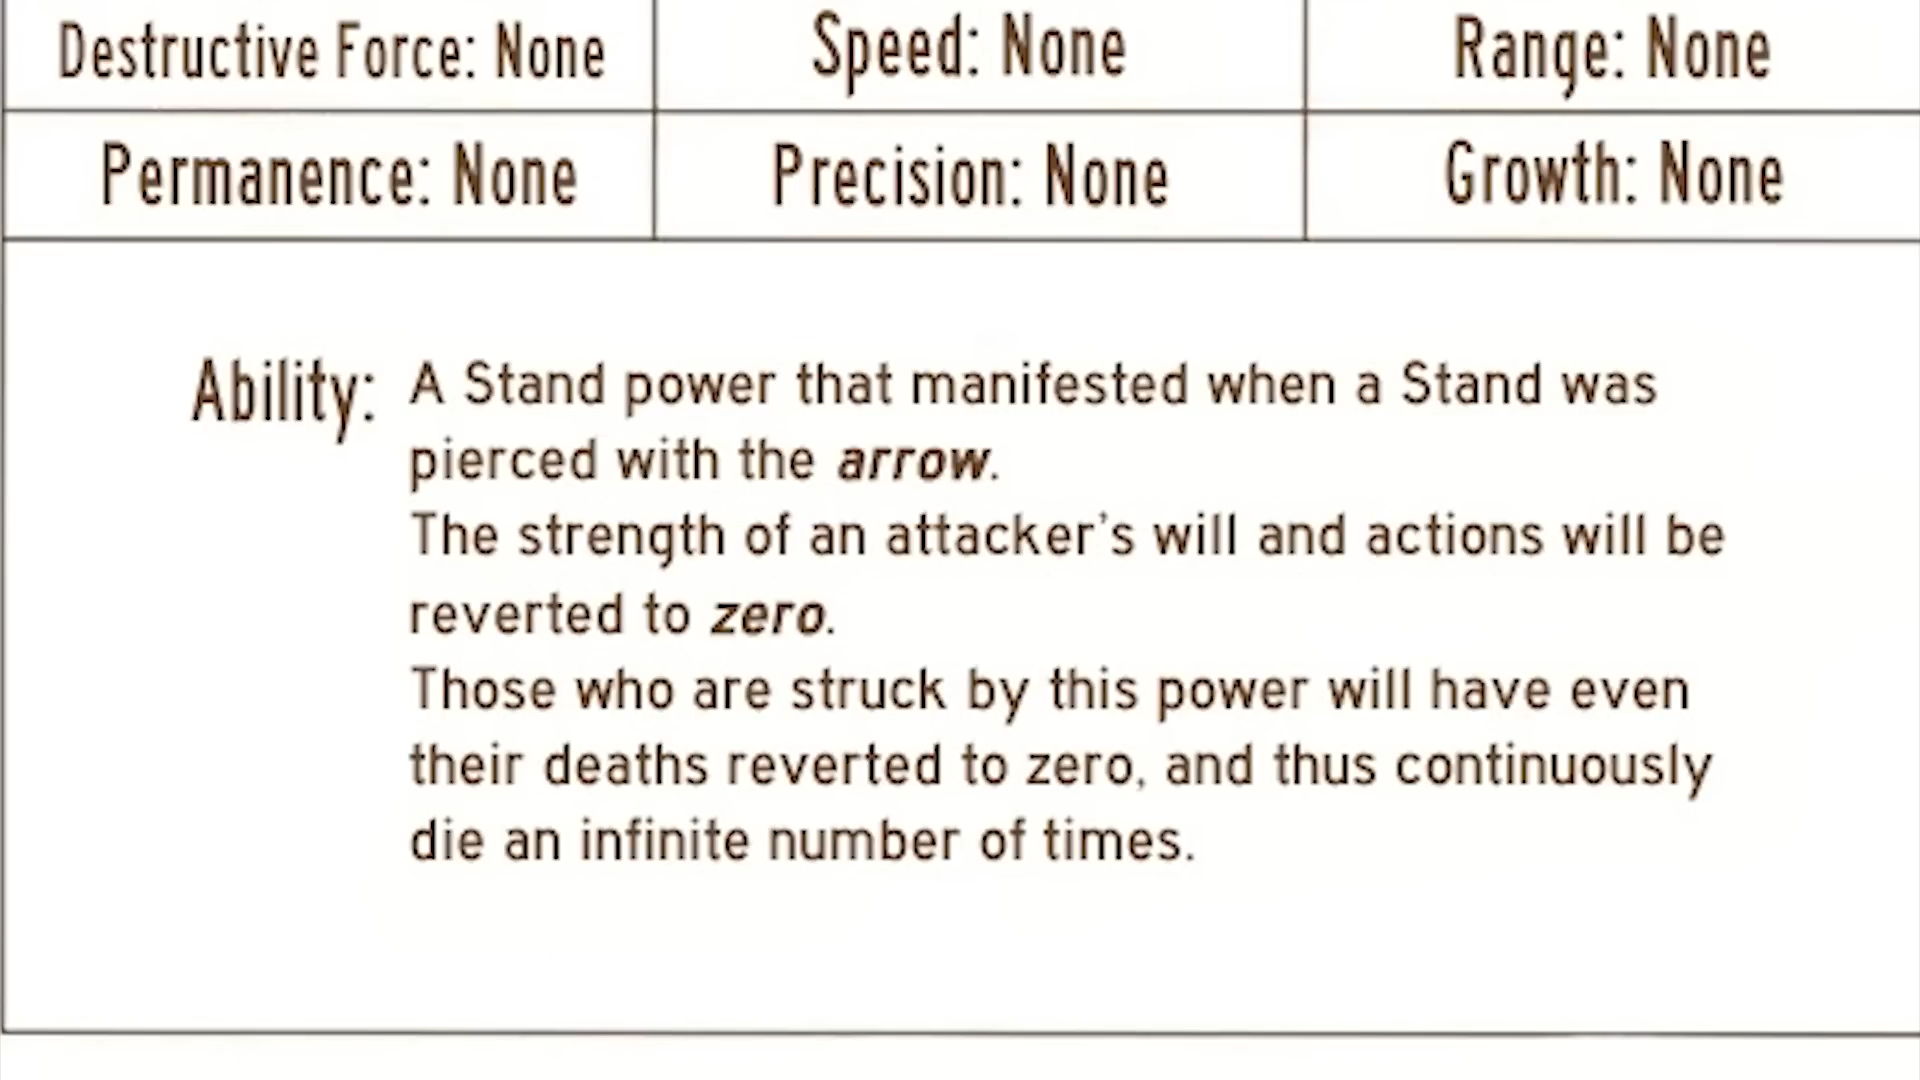 Destructive Force: None
Speed: None
Range: None
Permanence: None
Precision: None
Growth: None
Ability: A Stand power that manifested when a Stand was
pierced with the arrow.
The strength of an attacker's will and actions will be
reverted to zero.
Those who are struck by this power will have even
their deaths reverted to zero, and thus continuously
die an infinite number of times.